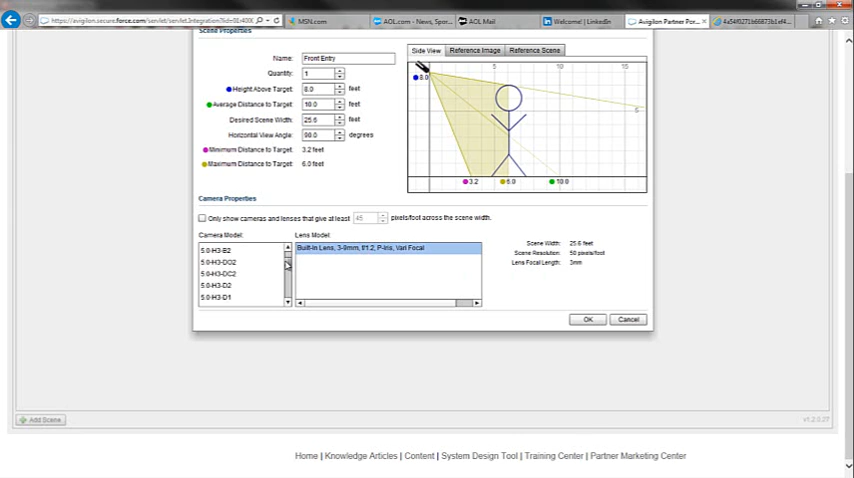 https://avigilon.secure.force.com/servlet/servlet.Integration?lid=01r4000
MSN.com
AOL.com - News, Spor...
AOL Mail
Welcome! | LinkedIn
Avigilon Partner Por...
Scene Properties
Name: Front Entry
Quantity: 1
Height Above Target: 8.0 feet
Average Distance to Target: 10.0 feet
Desired Scene Width: 25.6 feet
Horizontal View Angle: degrees
Minimum Distance to Target: 3.2 feet
Maximum Distance to Target:
Side View Reference Image Reference Scene
5 10 15
8.0
5
3.2 10.0
Camera Properties
Only show cameras and lenses that give at least 45 pixels/foot across the scene width.
Camera Model: Lens Model:
5.0-H3-B2
5.0-H3-DO2
5.0-H3-DC2
5.0-H3-D2
5.0-H3-D1
Built-In Lens, 3-9mm, f/1.2, P-Iris, Vari Focal
Scene Width: 25.6 feet
Scene Resolution: 50 pixels/foot
Lens Focal Length: 3mm
OK Cancel
Add Scene
v1.2.0.27
Home | Knowledge Articles | Content | System Design Tool | Training Center | Partner Marketing Center